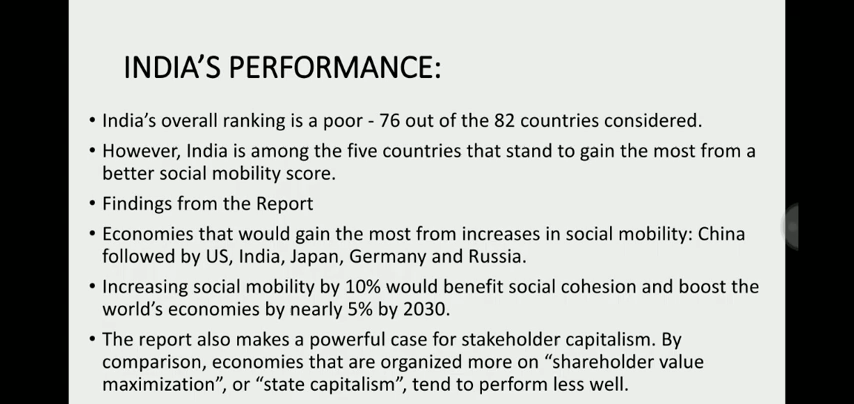 INDIA’S PERFORMANCE:
• India’s overall ranking is a poor - 76 out of the 82 countries considered.
• However, India is among the five countries that stand to gain the most from a
better social mobility score.
• Findings from the Report
• Economies that would gain the most from increases in social mobility: China
followed by US, India, Japan, Germany and Russia.
• Increasing social mobility by 10% would benefit social cohesion and boost the
world’s economies by nearly 5% by 2030.
• The report also makes a powerful case for stakeholder capitalism. By
comparison, economies that are organized more on “shareholder value
maximization”, or “state capitalism”, tend to perform less well.